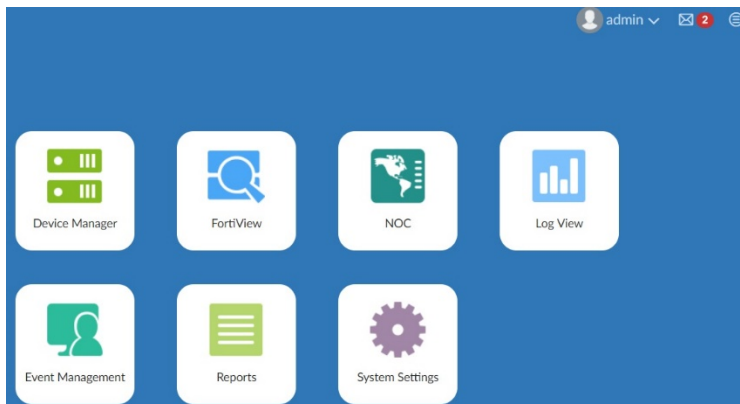 admin 2
Device Manager FortiView NOC Log View
Event Management Reports System Settings